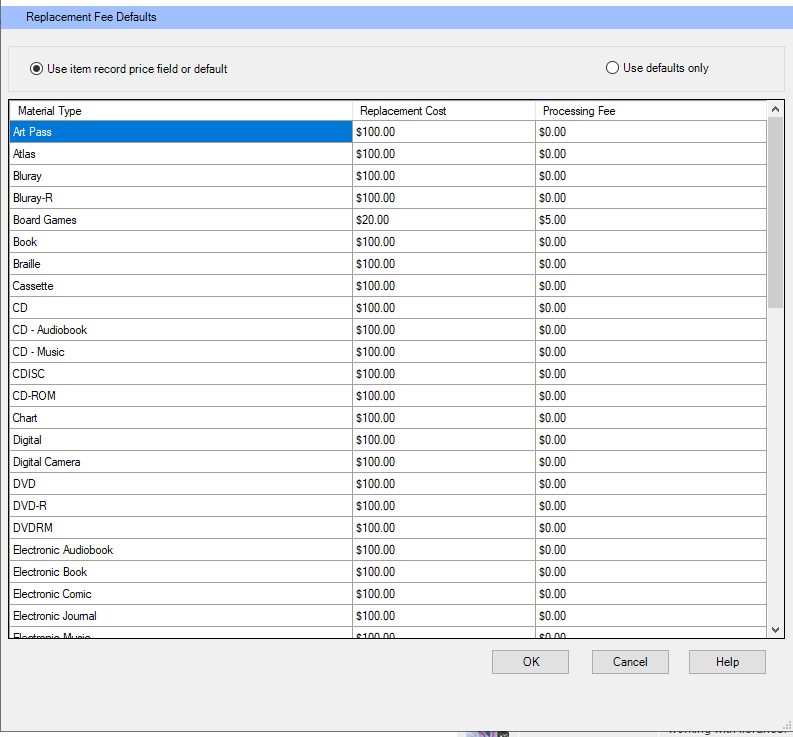 Replacement Fee Defaults
Use item record price field or default Use defaults only
Material Type Replacement Cost Processing Fee
Art Pass $100.00 $0.00
Atlas $100.00 $0.00
Bluray $100.00 $0.00
Bluray-R $100.00 $0.00
Board Games $20.00 $5.00
Book $100.00 $0.00
Braille $100.00 $0.00
Cassette $100.00 $0.00
CD $100.00 $0.00
CD - Audiobook $100.00 $0.00
CD - Music $100.00 $0.00
CDISC $100.00 $0.00
CD-ROM $100.00 $0.00
Chart $100.00 $0.00
Digital $100.00 $0.00
Digital Camera $100.00 $0.00
DVD $100.00 $0.00
DVD-R $100.00 $0.00
DVDRM $100.00 $0.00
Electronic Audiobook $100.00 $0.00
Electronic Book $100.00 $0.00
Electronic Comic $100.00 $0.00
Electronic Journal $100.00 $0.00
Electronic Music $100.00 $0.00
OK Cancel Help